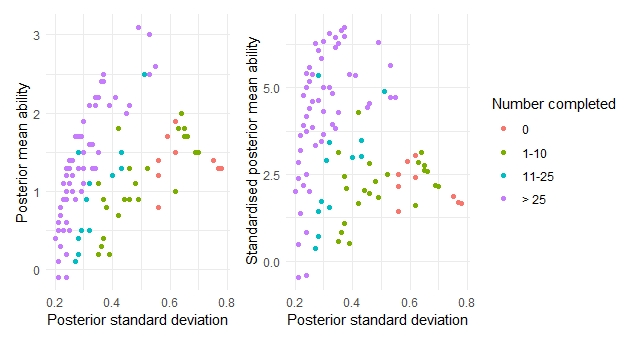 Posterior mean ability
3
2
1
0
0.2 0.4 0.6 0.8
Posterior standard deviation
Standardised posterior mean ability
5.0
2.5
0.0
0.2 0.4 0.6 0.8
Posterior standard deviation
Number completed
0
1-10
11-25
> 25